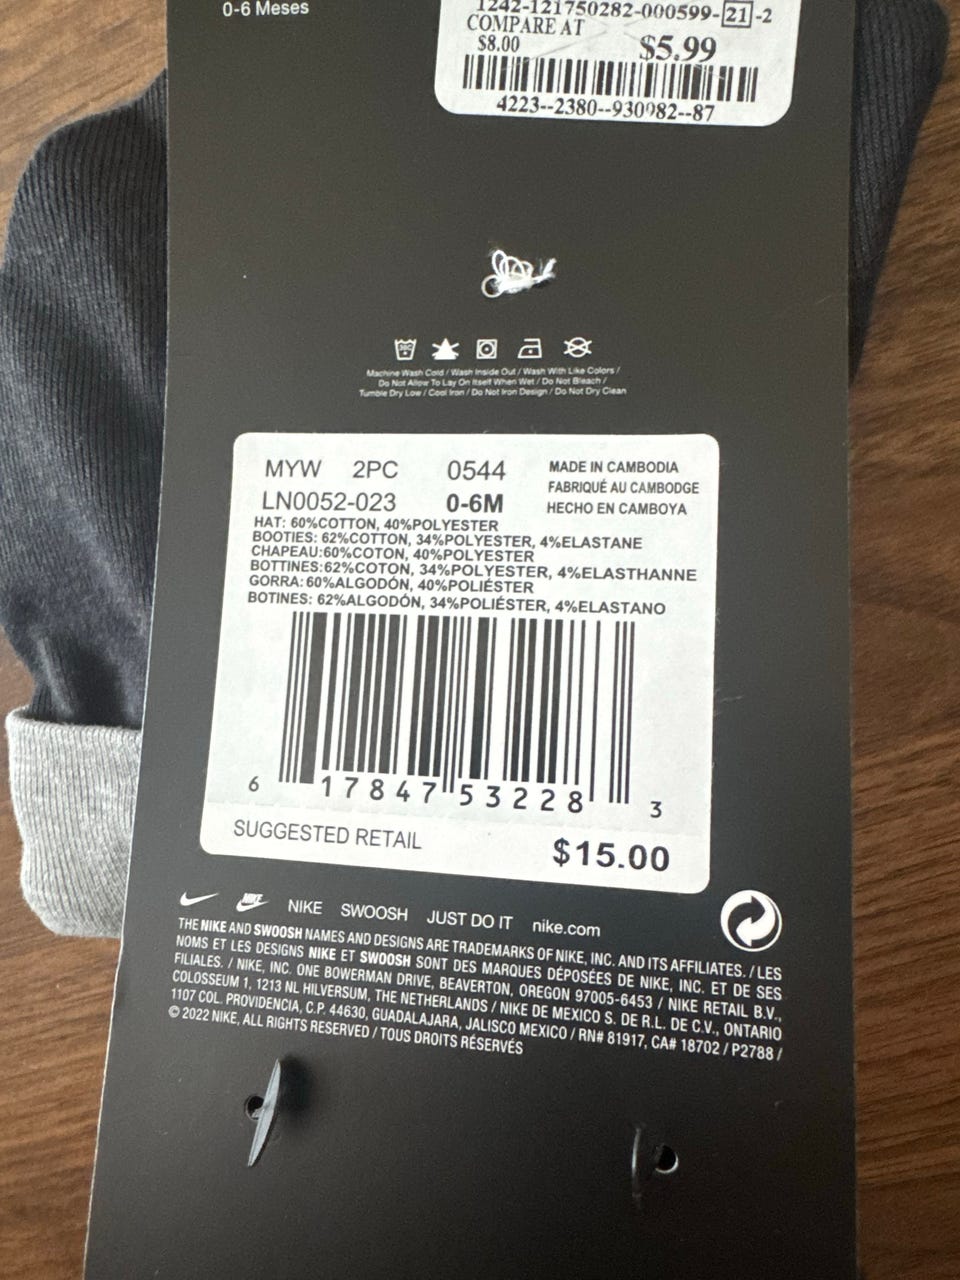 0-6 Meses
1242-121750282-000599-21-2
COMPARE AT
$8.00 $5.99
4223--2380--930982--87
30C
Machine Wash Cold / Wash Inside Out / Wash With Like Colors /
Do Not Allow To Lay On Itself When Wet / Do Not Bleach /
Tumble Dry Low / Cool Iron / Do Not Iron Design / Do Not Dry Clean
MYW 2PC 0544 MADE IN CAMBODIA
FABRIQUÉ AU CAMBODGE
LN0052-023 0-6M HECHO EN CAMBOYA
HAT: 60%COTTON, 40%POLYESTER
BOOTIES: 62%COTTON, 34%POLYESTER, 4%ELASTANE
CHAPEAU:60%COTON, 40%POLYESTER
BOTTINES:62%COTON, 34%POLYESTER, 4%ELASTHANNE
GORRA:60%ALGODÓN, 40%POLIÉSTER
BOTINES: 62%ALGODÓN, 34%POLIÉSTER, 4%ELASTANO
6 17847 53228 3
SUGGESTED RETAIL $15.00
NIKE NIKE SWOOSH JUST DO IT nike.com
THE NIKE AND SWOOSH NAMES AND DESIGNS ARE TRADEMARKS OF NIKE, INC. AND ITS AFFILIATES. / LES
NOMS ET LES DESIGNS NIKE ET SWOOSH SONT DES MARQUES DÉPOSÉES DE NIKE, INC. ET DE SES
FILIALES. / NIKE, INC. ONE BOWERMAN DRIVE, BEAVERTON, OREGON 97005-6453 / NIKE RETAIL B.V.,
COLOSSEUM 1, 1213 NL HILVERSUM, THE NETHERLANDS / NIKE DE MEXICO S. DE R.L. DE C.V., ONTARIO
1107 COL. PROVIDENCIA, C.P. 44630, GUADALAJARA, JALISCO MEXICO / RN# 81917, CA# 18702 / P2788 /
© 2022 NIKE, ALL RIGHTS RESERVED / TOUS DROITS RÉSERVÉS